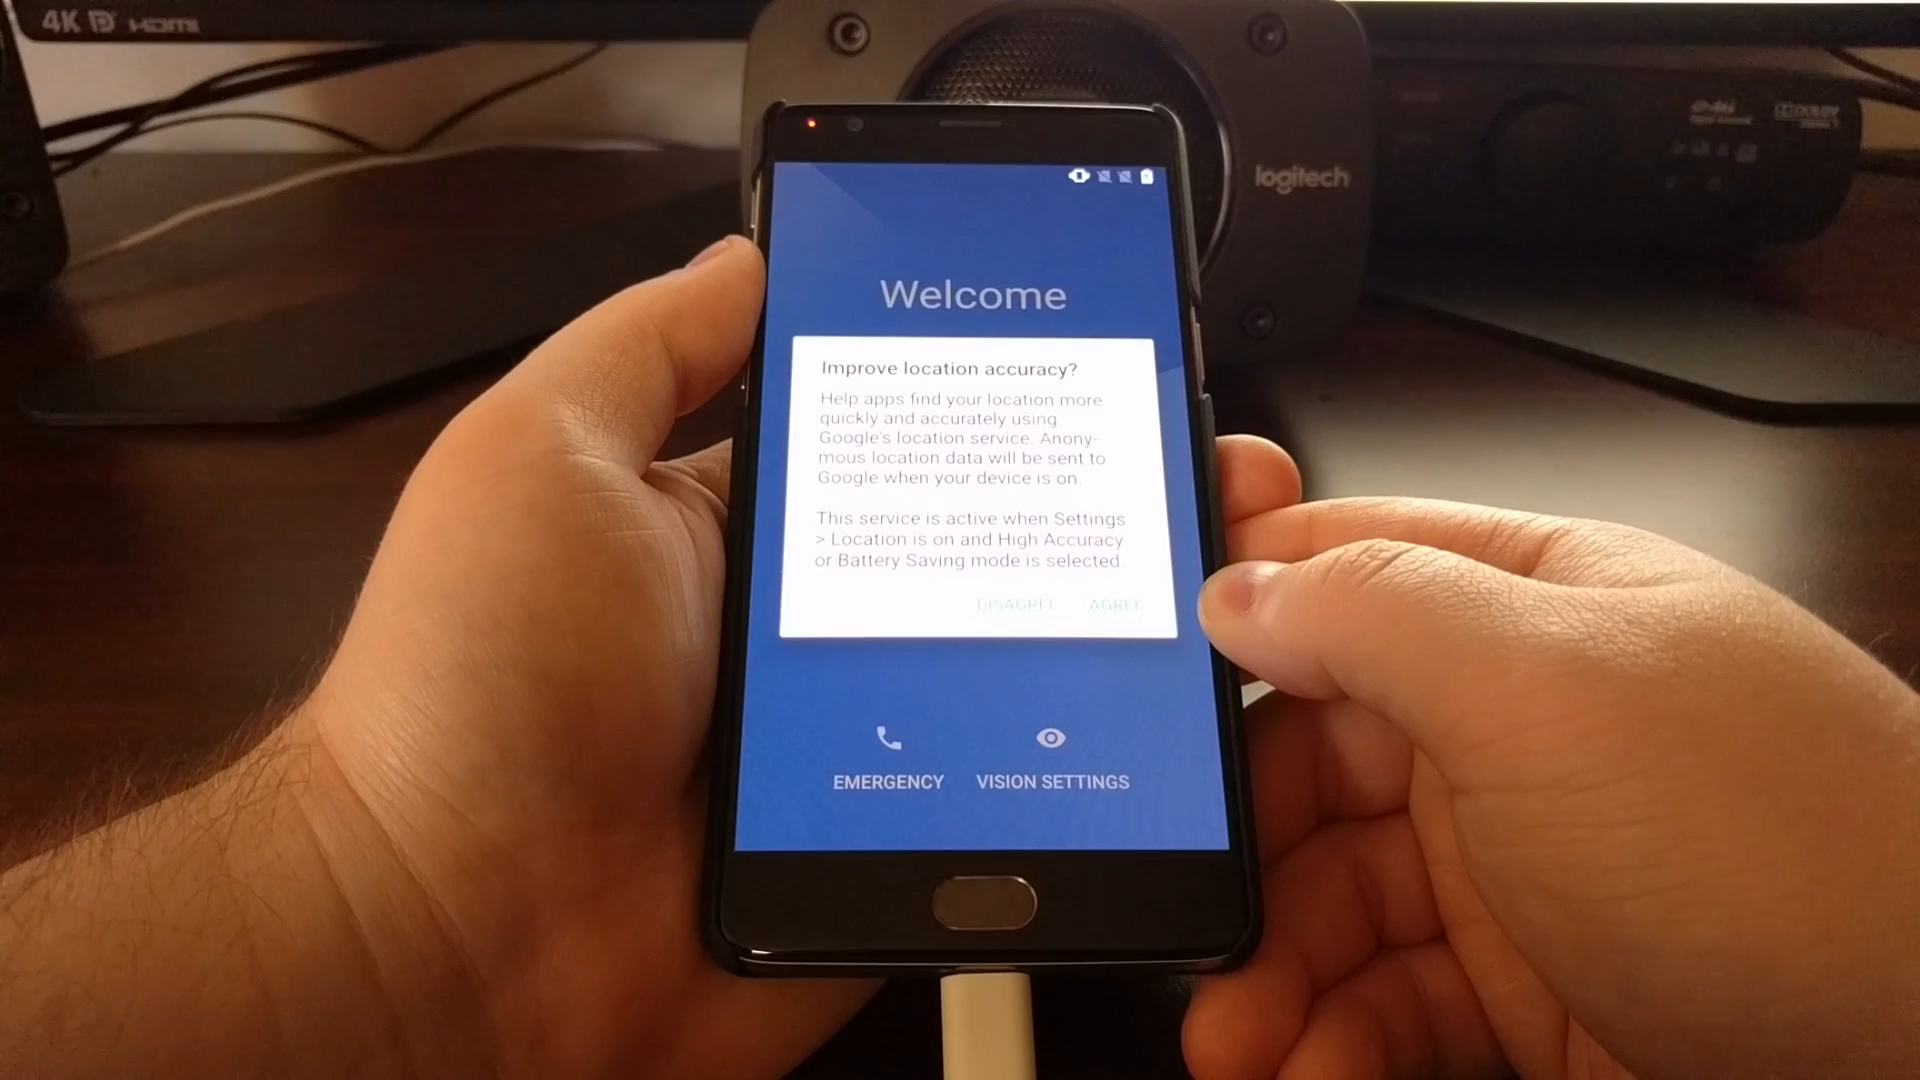 4K HDMI
logitech
Welcome
Improve location accuracy?
Help apps find your location more
quickly and accurately using
Google's location service. Anony-
mous location data will be sent to
Google when your device is on.
This service is active when Settings
> Location is on and High Accuracy
or Battery Saving mode is selected.
DISAGREE AGREE
EMERGENCY VISION SETTINGS